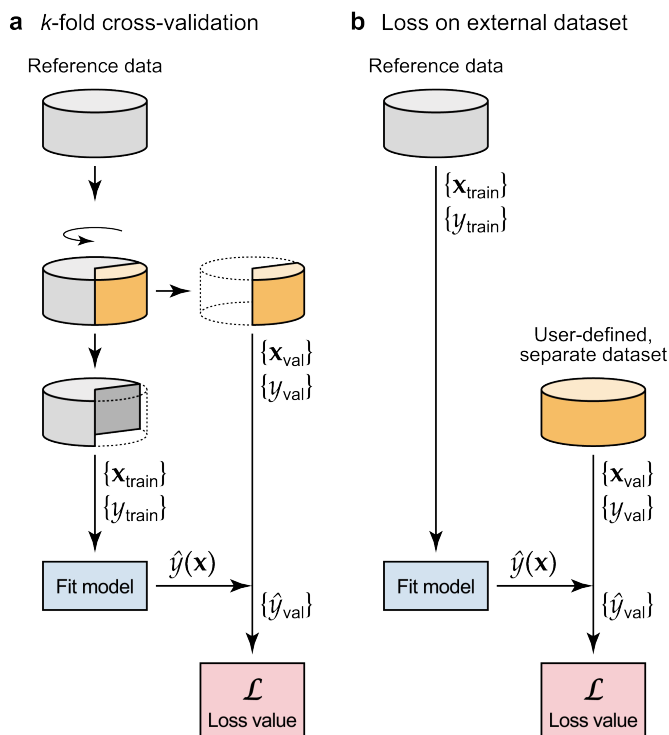 a k-fold cross-validation
Reference data
{x_val}
{y_val}
{x_train}
{y_train}
Fit model
ŷ(x)
{ŷ_val}
ℒ
Loss value
b Loss on external dataset
Reference data
{x_train}
{y_train}
User-defined,
separate dataset
{x_val}
{y_val}
Fit model
ŷ(x)
{ŷ_val}
ℒ
Loss value